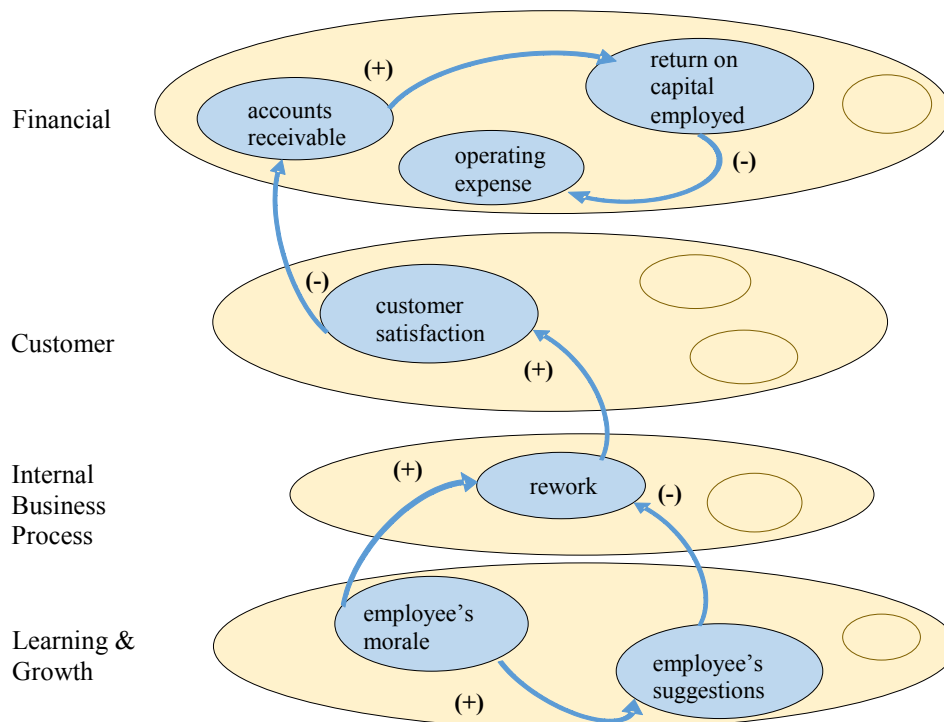 Financial
(+)
accounts
receivable
return on
capital
employed
operating
expense
(-)
Customer
(-)
customer
satisfaction
(+)
Internal
Business
Process
(+)
rework
(-)
Learning &
Growth
employee’s
morale
employee’s
suggestions
(+)